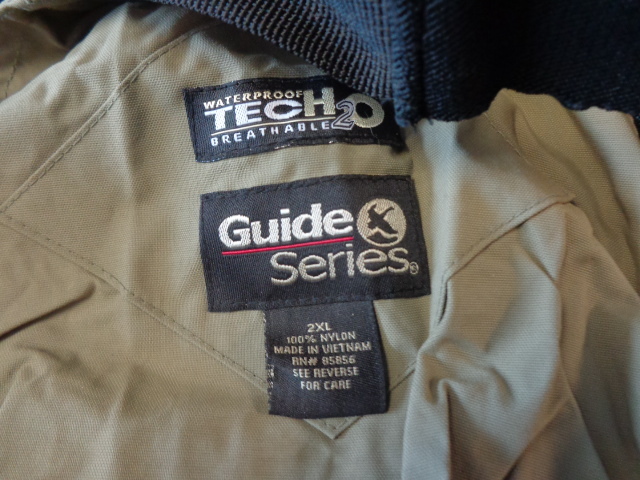 WATERPROOF
TECH2O
BREATHABLE
Guide
Series®
2XL
100% NYLON
MADE IN VIETNAM
RN# 85856
SEE REVERSE
FOR CARE